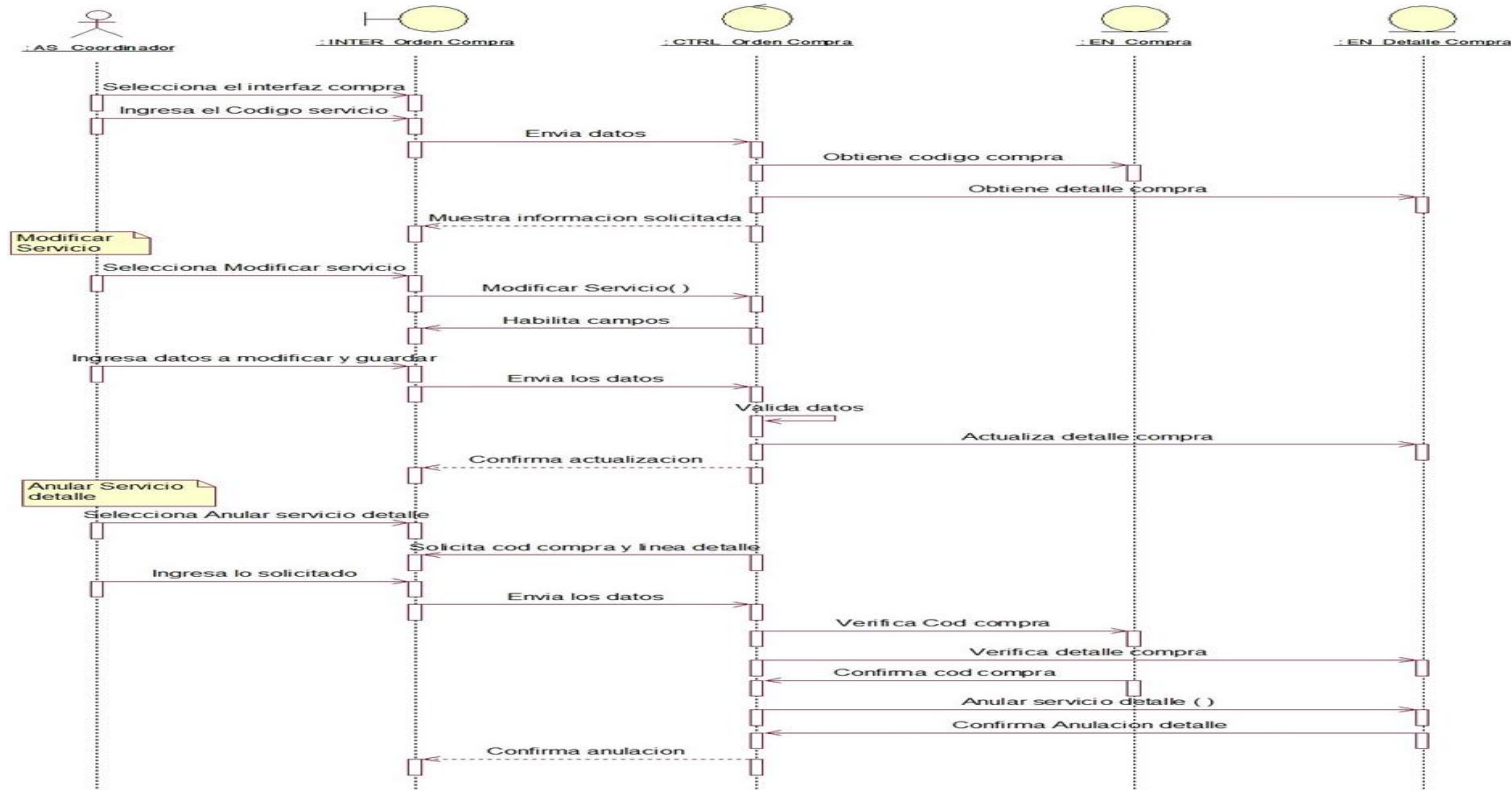 : AS_Coordinador
: INTER_Orden Compra
: CTRL_Orden Compra
: EN_Compra
: EN_Detalle Compra
Selecciona el interfaz compra
Ingresa el Codigo servicio
Envia datos
Obtiene codigo compra
Obtiene detalle compra
Muestra informacion solicitada
Modificar
Servicio
Selecciona Modificar servicio
Modificar Servicio( )
Habilita campos
Ingresa datos a modificar y guardar
Envia los datos
Valida datos
Actualiza detalle compra
Confirma actualizacion
Anular Servicio
detalle
Selecciona Anular servicio detalle
Solicita cod compra y linea detalle
Ingresa lo solicitado
Envia los datos
Verifica Cod compra
Verifica detalle compra
Confirma cod compra
Anular servicio detalle ( )
Confirma Anulacion detalle
Confirma anulacion